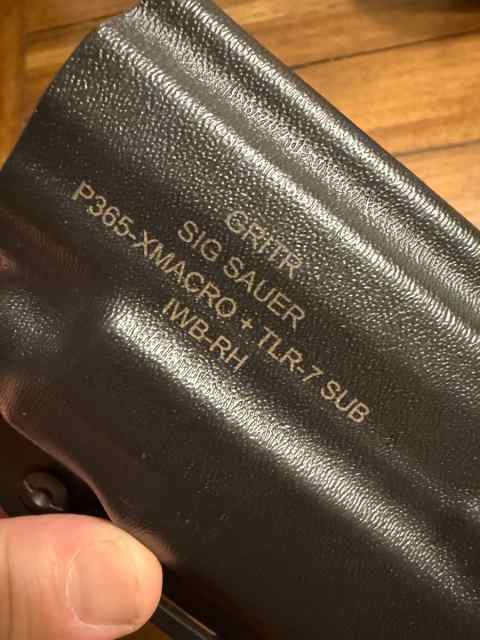 GRITR
SIG SAUER
P365-XMACRO + TLR-7 SUB
IWB-RH